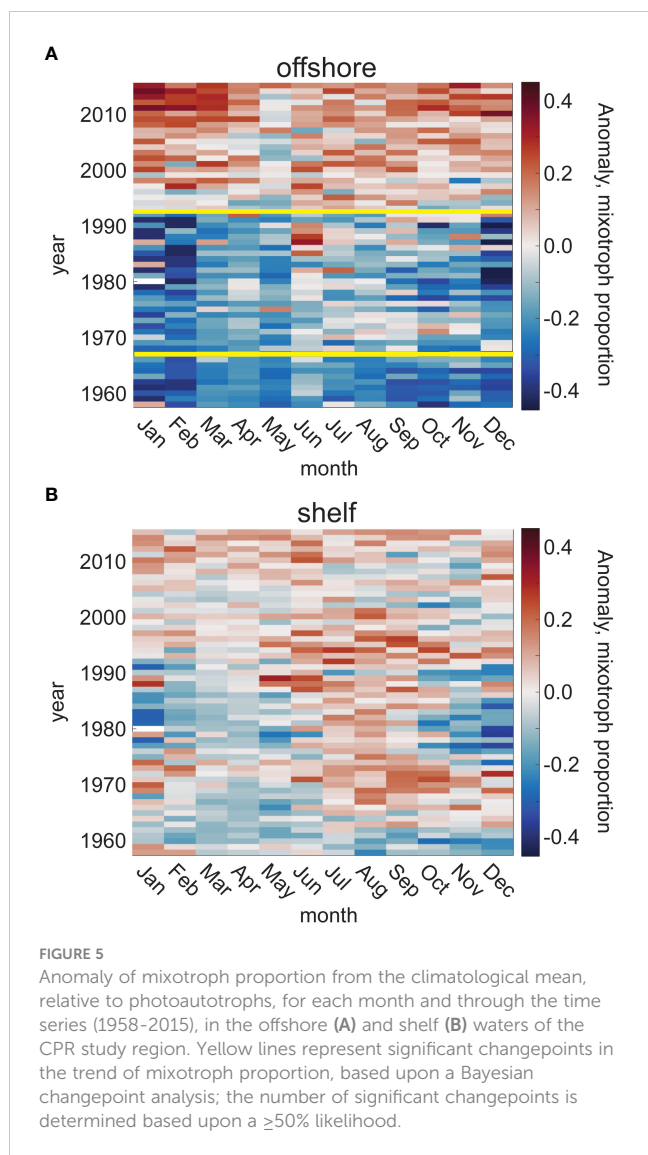 A
offshore
2010
2000
1990
1980
1970
1960
year
Jan
Feb
Mar
Apr
May
Jun
Jul
Aug
Sep
Oct
Nov
Dec
month
0.4
0.2
0.0
-0.2
-0.4
Anomaly, mixotroph proportion
B
shelf
2010
2000
1990
1980
1970
1960
year
Jan
Feb
Mar
Apr
May
Jun
Jul
Aug
Sep
Oct
Nov
Dec
month
0.4
0.2
0.0
-0.2
-0.4
Anomaly, mixotroph proportion
FIGURE 5
Anomaly of mixotroph proportion from the climatological mean,
relative to photoautotrophs, for each month and through the time
series (1958-2015), in the offshore (A) and shelf (B) waters of the
CPR study region. Yellow lines represent significant changepoints in
the trend of mixotroph proportion, based upon a Bayesian
changepoint analysis; the number of significant changepoints is
determined based upon a ≥50% likelihood.